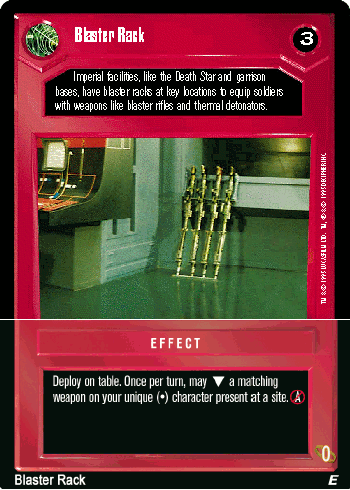 Blaster Rack
3
Imperial facilities, like the Death Star and garrison
bases, have blaster racks at key locations to equip soldiers
with weapons like blaster rifles and thermal detonators.
EFFECT
Deploy on table. Once per turn, may ▼ a matching
weapon on your unique (•) character present at a site. Ⓐ
0
Blaster Rack
E